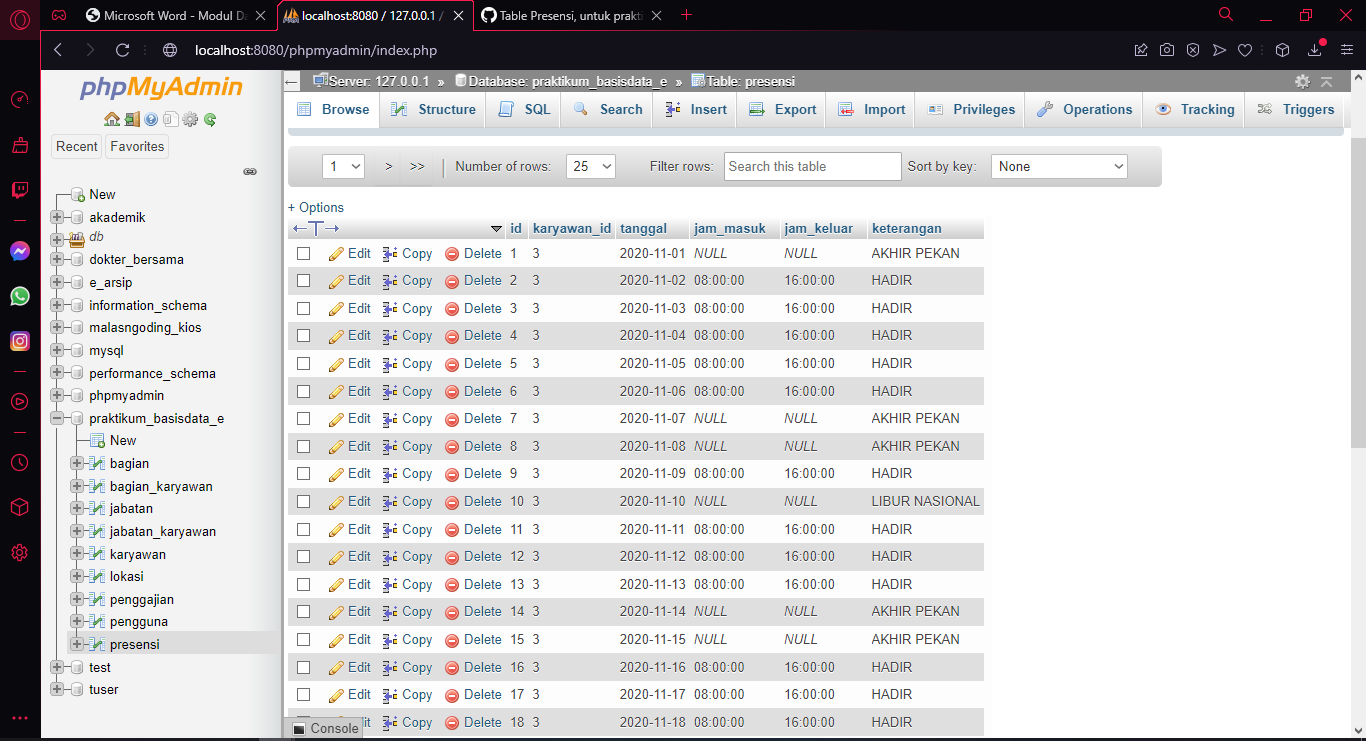 Microsoft Word - Modul Da
localhost:8080 / 127.0.0.1 /
Table Presensi, untuk prakt
localhost:8080/phpmyadmin/index.php
phpMyAdmin
Recent Favorites
New
akademik
db
dokter_bersama
e_arsip
information_schema
malasngoding_kios
mysql
performance_schema
phpmyadmin
praktikum_basisdata_e
New
bagian
bagian_karyawan
jabatan
jabatan_karyawan
karyawan
lokasi
penggajian
pengguna
presensi
test
tuser
Server: 127.0.0.1 » Database: praktikum_basisdata_e » Table: presensi
Browse Structure SQL Search Insert Export Import Privileges Operations Tracking Triggers
1 > >> Number of rows: 25 Filter rows: Search this table Sort by key: None
+ Options
id karyawan_id tanggal jam_masuk jam_keluar keterangan
Edit Copy Delete 1 3 2020-11-01 NULL NULL AKHIR PEKAN
Edit Copy Delete 2 3 2020-11-02 08:00:00 16:00:00 HADIR
Edit Copy Delete 3 3 2020-11-03 08:00:00 16:00:00 HADIR
Edit Copy Delete 4 3 2020-11-04 08:00:00 16:00:00 HADIR
Edit Copy Delete 5 3 2020-11-05 08:00:00 16:00:00 HADIR
Edit Copy Delete 6 3 2020-11-06 08:00:00 16:00:00 HADIR
Edit Copy Delete 7 3 2020-11-07 NULL NULL AKHIR PEKAN
Edit Copy Delete 8 3 2020-11-08 NULL NULL AKHIR PEKAN
Edit Copy Delete 9 3 2020-11-09 08:00:00 16:00:00 HADIR
Edit Copy Delete 10 3 2020-11-10 NULL NULL LIBUR NASIONAL
Edit Copy Delete 11 3 2020-11-11 08:00:00 16:00:00 HADIR
Edit Copy Delete 12 3 2020-11-12 08:00:00 16:00:00 HADIR
Edit Copy Delete 13 3 2020-11-13 08:00:00 16:00:00 HADIR
Edit Copy Delete 14 3 2020-11-14 NULL NULL AKHIR PEKAN
Edit Copy Delete 15 3 2020-11-15 NULL NULL AKHIR PEKAN
Edit Copy Delete 16 3 2020-11-16 08:00:00 16:00:00 HADIR
Edit Copy Delete 17 3 2020-11-17 08:00:00 16:00:00 HADIR
Copy Delete 18 3 2020-11-18 08:00:00 16:00:00 HADIR
Console